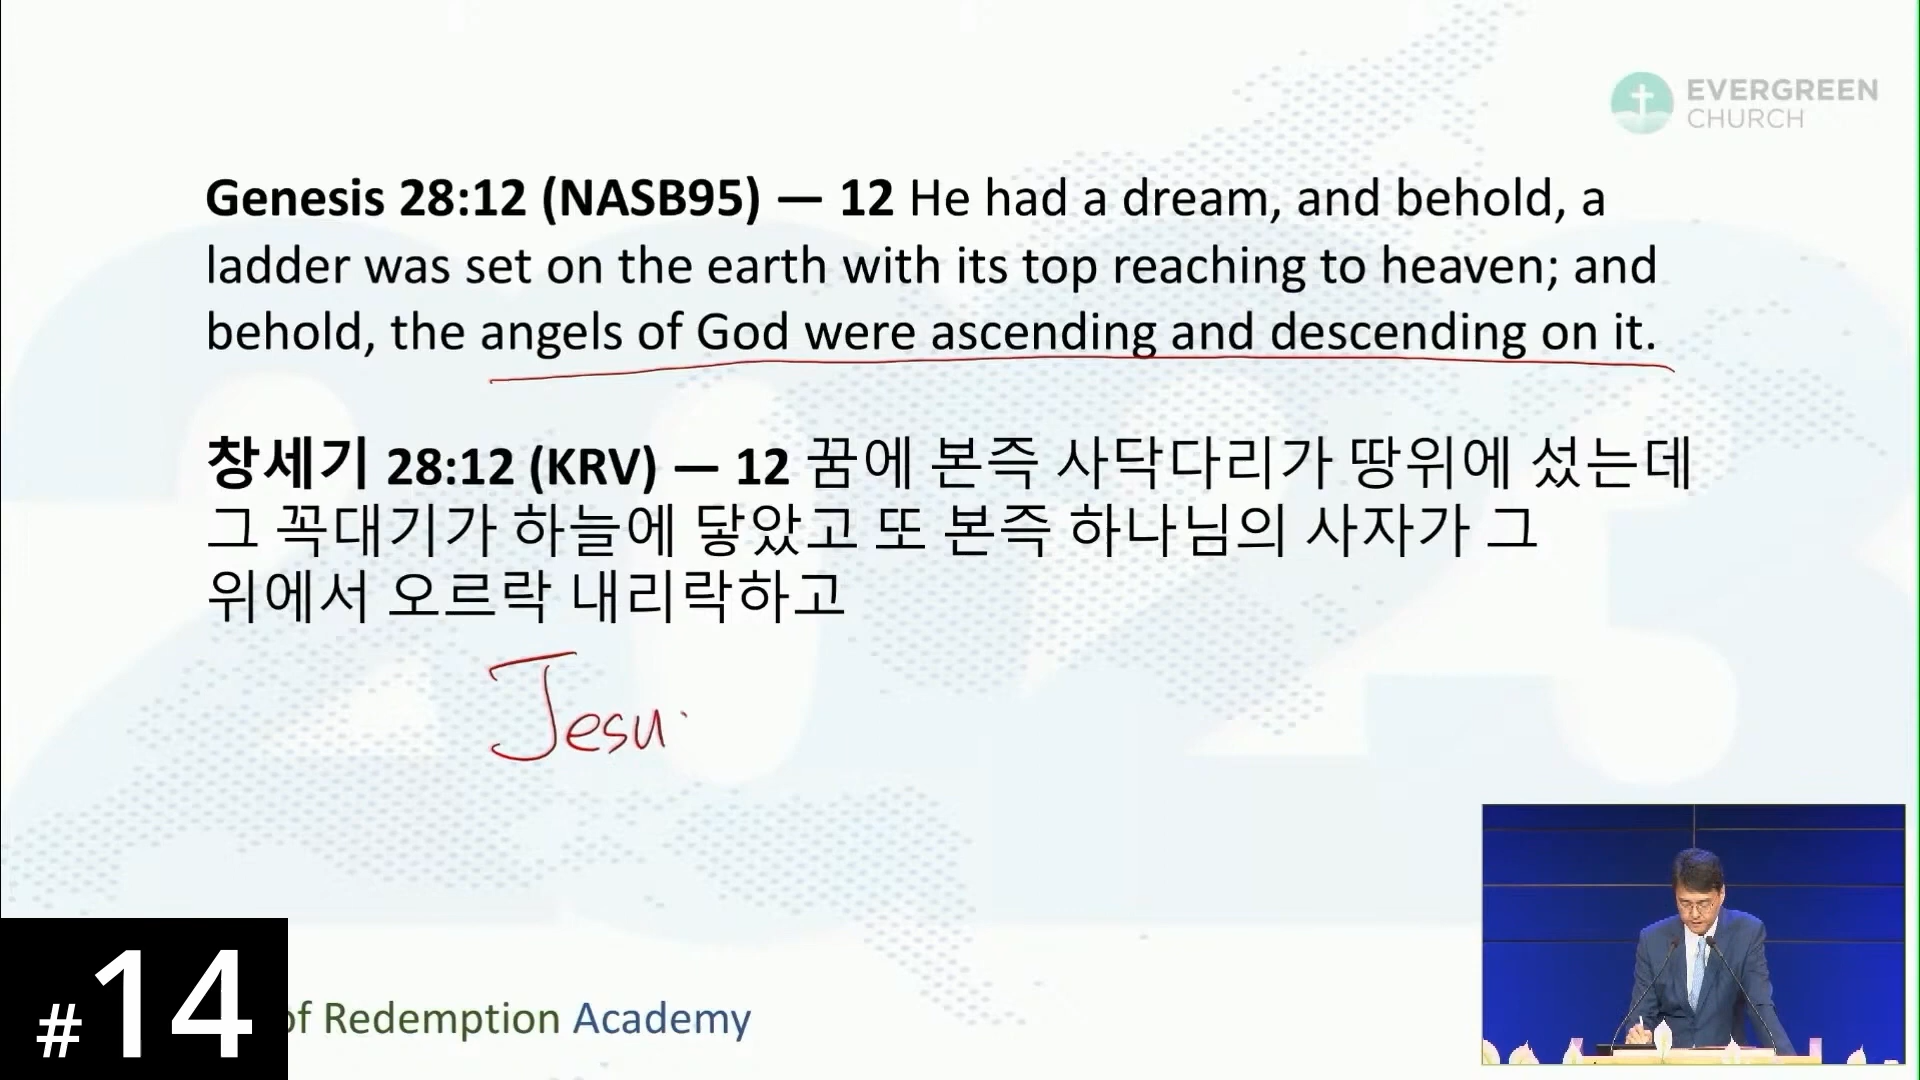 EVERGREEN
CHURCH
Genesis 28:12 (NASB95) — 12 He had a dream, and behold, a
ladder was set on the earth with its top reaching to heaven; and
behold, the angels of God were ascending and descending on it.
창세기 28:12 (KRV) — 12 꿈에 본즉 사닥다리가 땅위에 섰는데
그 꼭대기가 하늘에 닿았고 또 본즉 하나님의 사자가 그
위에서 오르락 내리락하고
Jesu
#14
of Redemption Academy